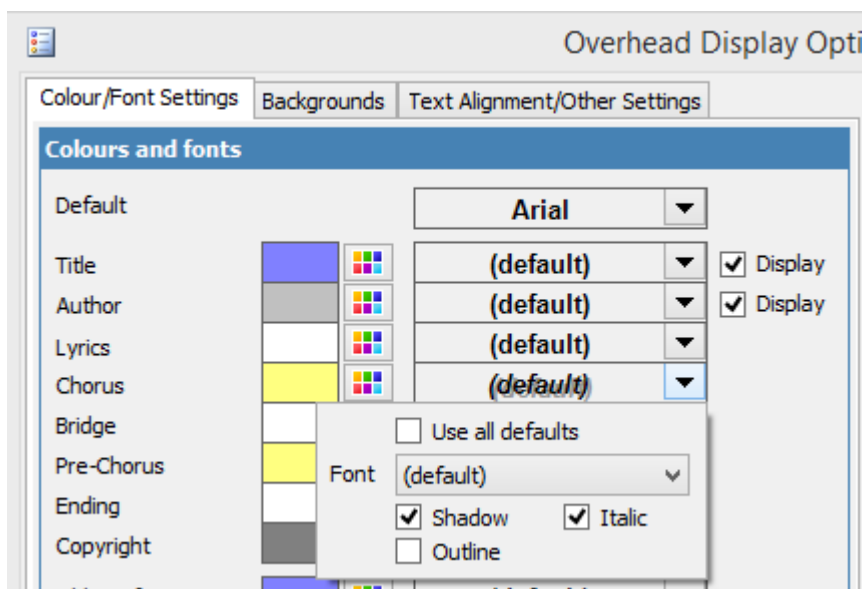 Overhead Display Opti
Colour/Font Settings Backgrounds Text Alignment/Other Settings
Colours and fonts
Default Arial
Title (default) Display
Author (default) Display
Lyrics (default)
Chorus (default)
Bridge Use all defaults
Pre-Chorus Font (default)
Ending Shadow Italic
Copyright Outline